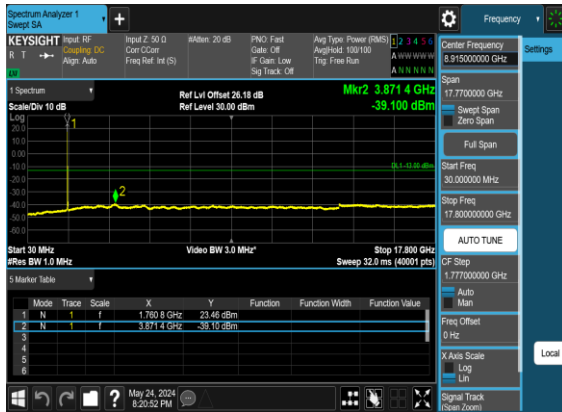 Spectrum Analyzer 1
Swept SA
Frequency
KEYSIGHT
R T
LXI
Input: RF
Coupling: DC
Align: Auto
Input Z: 50 Ω
Corr CCorr
Freq Ref: Int (S)
#Atten: 20 dB
PNO: Fast
Gate: Off
IF Gain: Low
Sig Track: Off
Avg Type: Power (RMS)
Avg|Hold: 100/100
Trig: Free Run
1 2 3 4 5 6
A W W W W W
A N N N N N
1 Spectrum
Scale/Div 10 dB
Ref Lvl Offset 26.18 dB
Ref Level 30.00 dBm
Mkr2 3.871 4 GHz
-39.100 dBm
Log
20.0
10.0
0.00
-10.0
-20.0
-30.0
-40.0
-50.0
-60.0
1
2
DL1 -13.00 dBm
Start 30 MHz
#Res BW 1.0 MHz
Video BW 3.0 MHz*
Stop 17.800 GHz
Sweep 32.0 ms (40001 pts)
5 Marker Table
Mode Trace Scale X Y Function Function Width Function Value
1 N 1 f 1.760 8 GHz 23.46 dBm
2 N 1 f 3.871 4 GHz -39.10 dBm
3
4
5
6
May 24, 2024
8:20:52 PM
Center Frequency
8.915000000 GHz
Settings
Span
17.7700000 GHz
Swept Span
Zero Span
Full Span
Start Freq
30.000000 MHz
Stop Freq
17.800000000 GHz
AUTO TUNE
CF Step
1.777000000 GHz
Auto
Man
Freq Offset
0 Hz
X Axis Scale
Log
Lin
Local
Signal Track
(Span Zoom)